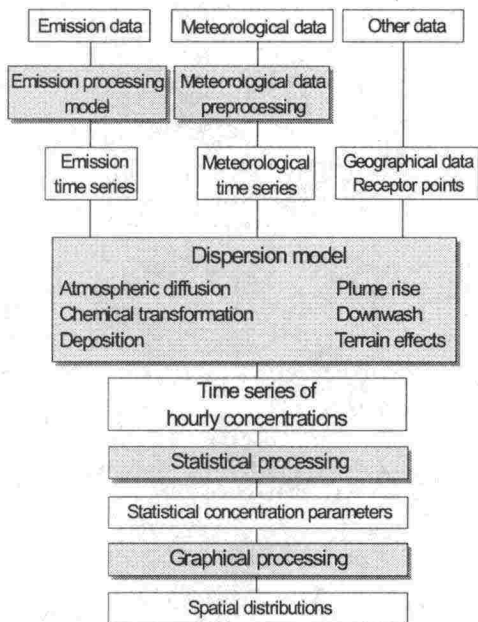 Emission data
Meteorological data
Other data
Emission processing
model
Meteorological data
preprocessing
Emission
time series
Meteorological
time series
Geographical data
Receptor points
Dispersion model
Atmospheric diffusion
Plume rise
Chemical transformation
Downwash
Deposition
Terrain effects
Time series of
hourly concentrations
Statistical processing
Statistical concentration parameters
Graphical processing
Spatial distributions